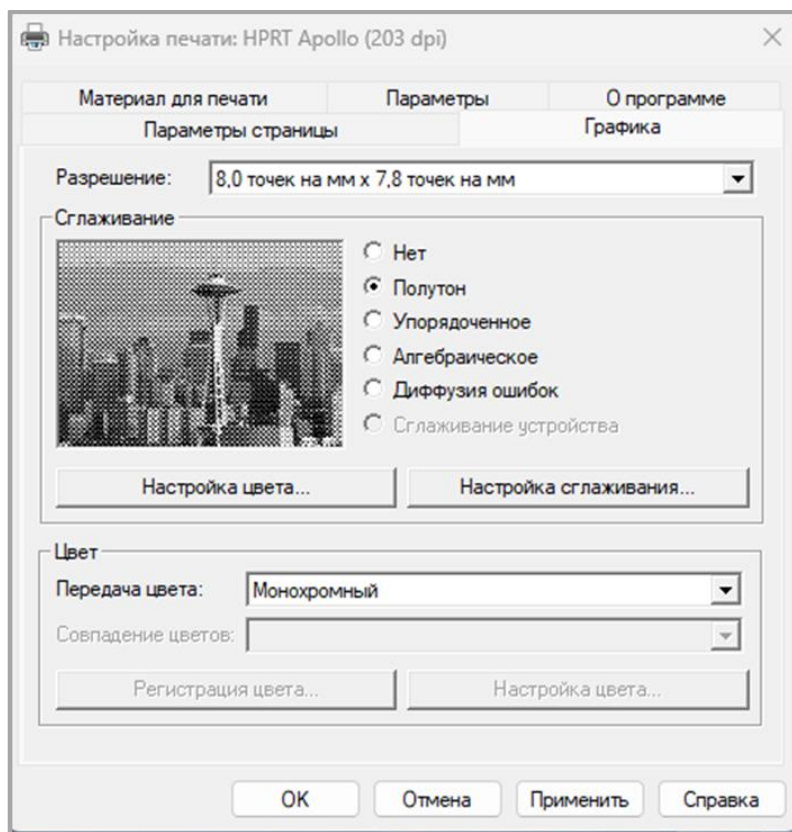 Настройка печати: HPRT Apollo (203 dpi)
Материал для печати Параметры О программе
Параметры страницы Графика
Разрешение: 8,0 точек на мм x 7,8 точек на мм
Сглаживание
Нет
Полутон
Упорядоченное
Алгебраическое
Диффузия ошибок
Сглаживание устройства
Настройка цвета... Настройка сглаживания...
Цвет
Передача цвета: Монохромный
Совпадение цветов:
Регистрация цвета... Настройка цвета...
OK Отмена Применить Справка